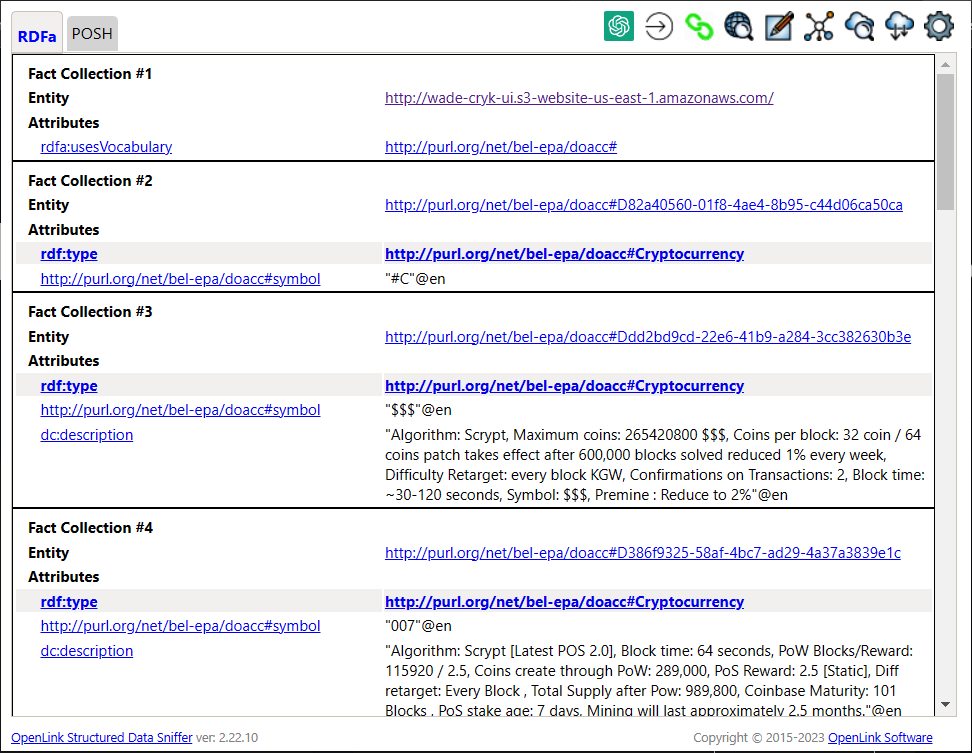 RDFa POSH
Fact Collection #1
Entity http://wade-cryk-ui.s3-website-us-east-1.amazonaws.com/
Attributes
rdfa:usesVocabulary http://purl.org/net/bel-epa/doacc#
Fact Collection #2
Entity http://purl.org/net/bel-epa/doacc#D82a40560-01f8-4ae4-8b95-c44d06ca50ca
Attributes
rdf:type http://purl.org/net/bel-epa/doacc#Cryptocurrency
http://purl.org/net/bel-epa/doacc#symbol "#C"@en
Fact Collection #3
Entity http://purl.org/net/bel-epa/doacc#Ddd2bd9cd-22e6-41b9-a284-3cc382630b3e
Attributes
rdf:type http://purl.org/net/bel-epa/doacc#Cryptocurrency
http://purl.org/net/bel-epa/doacc#symbol "$$$"@en
dc:description "Algorithm: Scrypt, Maximum coins: 265420800 $$$, Coins per block: 32 coin / 64
coins patch takes effect after 600,000 blocks solved reduced 1% every week,
Difficulty Retarget: every block KGW, Confirmations on Transactions: 2, Block time:
~30-120 seconds, Symbol: $$$, Premine : Reduce to 2%"@en
Fact Collection #4
Entity http://purl.org/net/bel-epa/doacc#D386f9325-58af-4bc7-ad29-4a37a3839e1c
Attributes
rdf:type http://purl.org/net/bel-epa/doacc#Cryptocurrency
http://purl.org/net/bel-epa/doacc#symbol "007"@en
dc:description "Algorithm: Scrypt [Latest POS 2.0], Block time: 64 seconds, PoW Blocks/Reward:
115920 / 2.5, Coins create through PoW: 289,000, PoS Reward: 2.5 [Static], Diff
retarget: Every Block , Total Supply after Pow: 989,800, Coinbase Maturity: 101
Blocks , PoS stake age: 7 days, Mining will last approximately 2.5 months."@en
OpenLink Structured Data Sniffer ver: 2.22.10 Copyright © 2015-2023 OpenLink Software